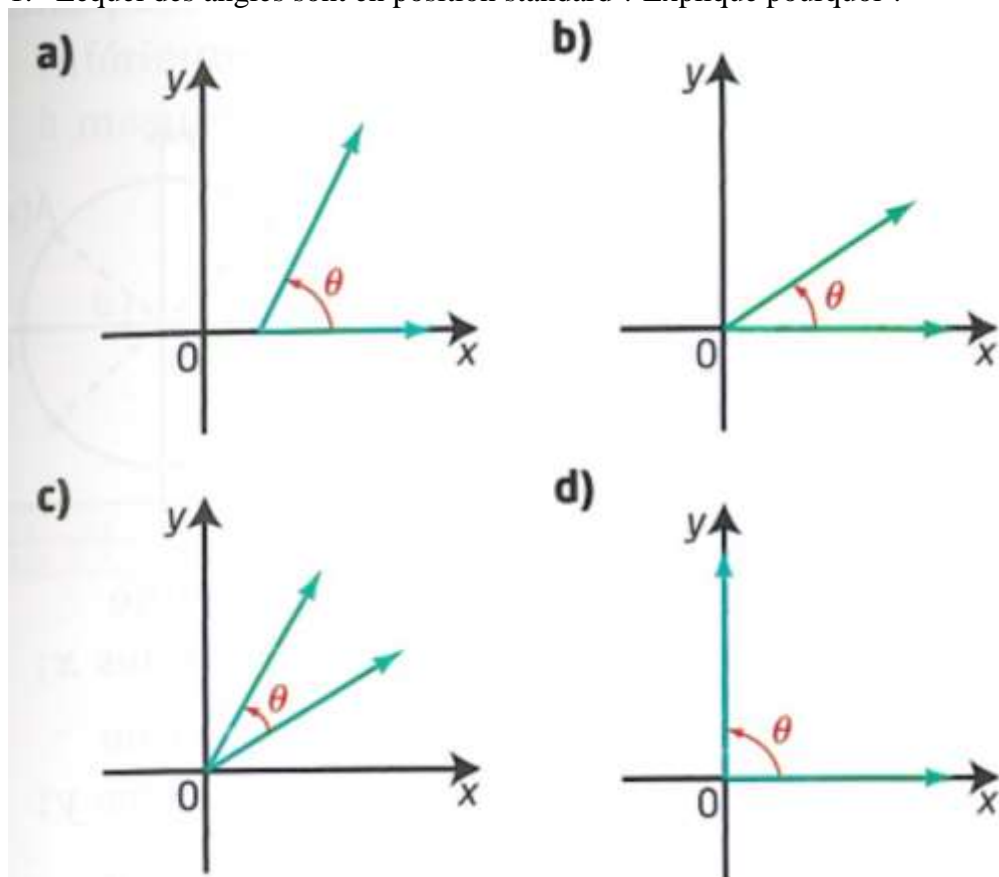 1. Lequel des angles sont en position standard ? Explique pourquoi ?
a)
b)
y
y
θ
θ
0
x
0
x
c)
d)
y
y
θ
θ
0
x
0
x